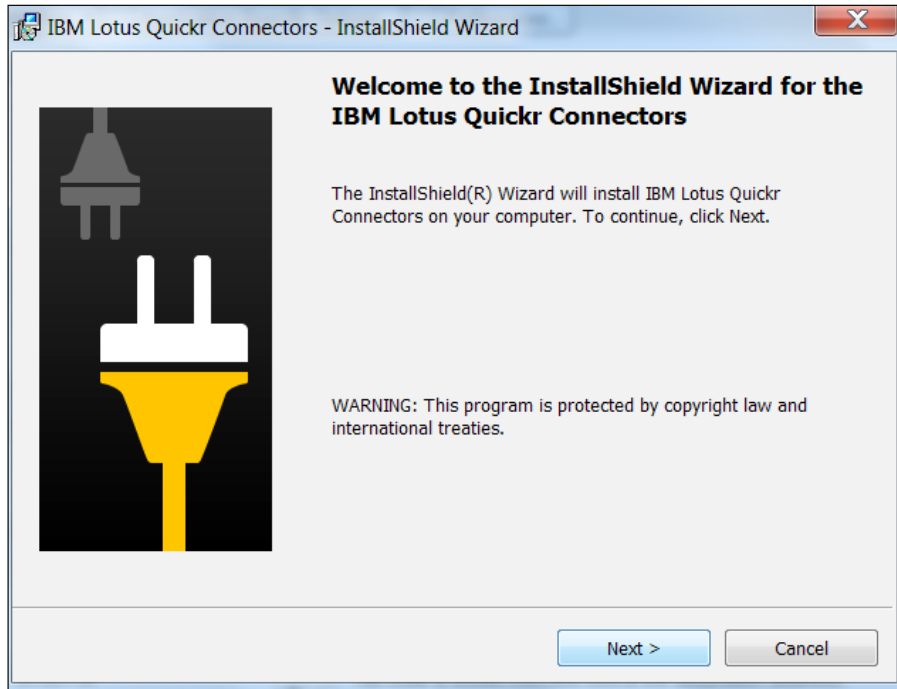 IBM Lotus Quickr Connectors - InstallShield Wizard
X
Welcome to the InstallShield Wizard for the
IBM Lotus Quickr Connectors
The InstallShield(R) Wizard will install IBM Lotus Quickr
Connectors on your computer. To continue, click Next.
WARNING: This program is protected by copyright law and
international treaties.
Next >
Cancel